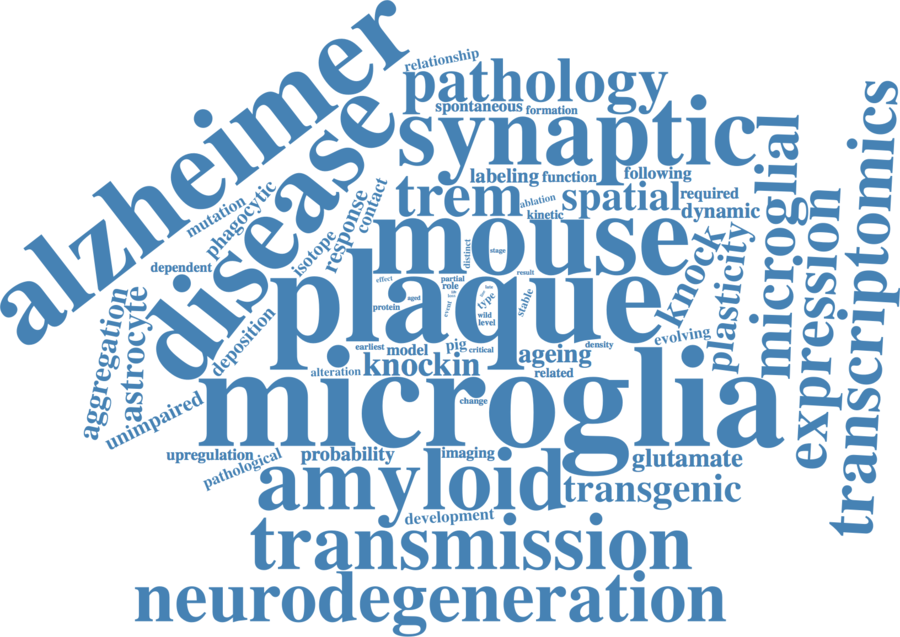 alzheimer
relationship
pathology
spontaneous
formation
synaptic
disease
labeling
function
following
trem
ablation
kinetic
spatial
required
dynamic
mutation
phagocytic
isotope
response
contact
dependent
mouse
distinct
stage
knock
plasticity
microglial
expression
transcriptomics
plaque
effect
partial
role
result
protein
aged
event
type
wild
level
stable
aggregation
astrocyte
deposition
earliest
model
pig
critical
density
evolving
ageing
alteration
knockin
related
unimpaired
microglia
change
upregulation
pathological
probability
imaging
glutamate
amyloid
transgenic
development
transmission
neurodegeneration